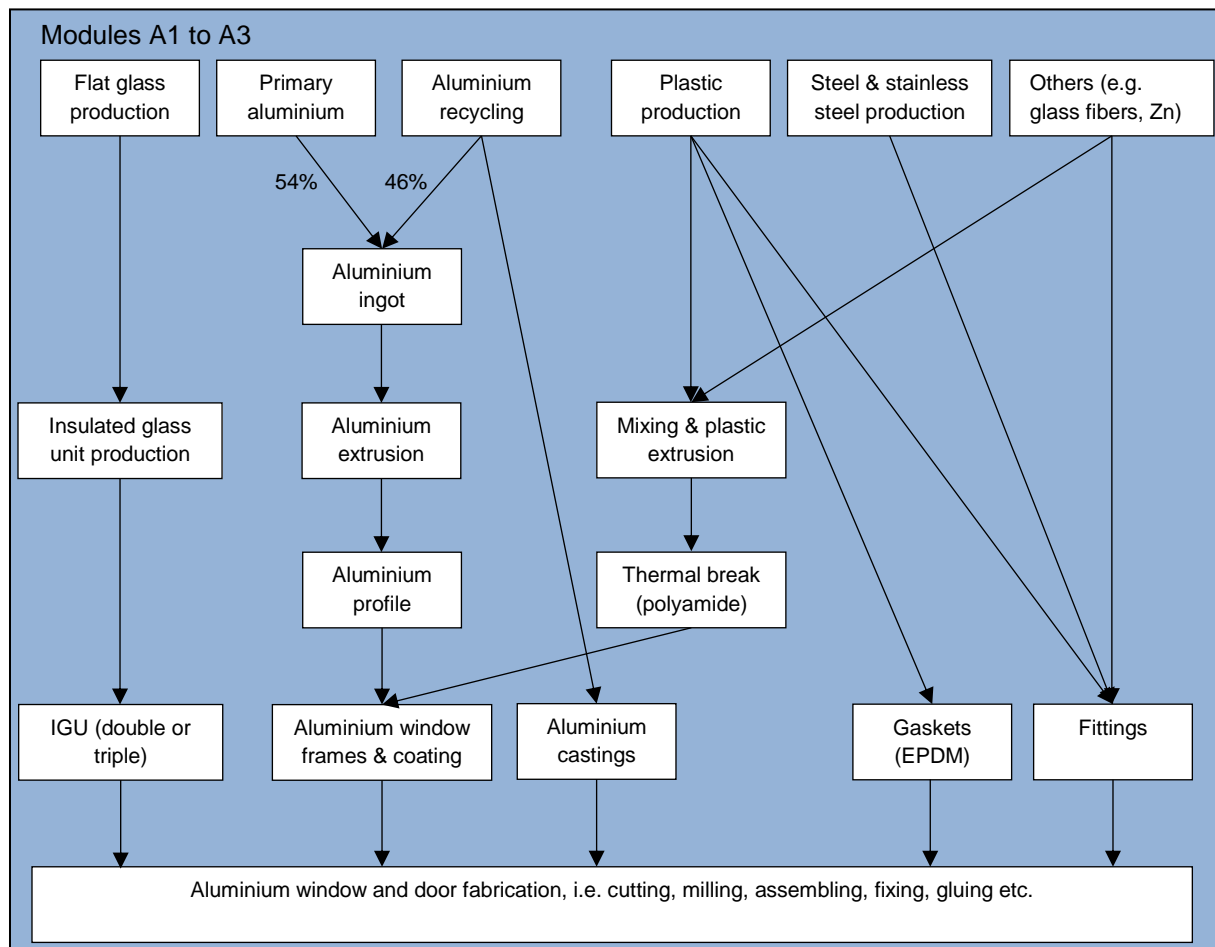 Modules A1 to A3
Flat glass
production
Primary
aluminium
Aluminium
recycling
Plastic
production
Steel & stainless
steel production
Others (e.g.
glass fibers, Zn)
54%
46%
Aluminium
ingot
Insulated glass
unit production
Aluminium
extrusion
Mixing & plastic
extrusion
Aluminium
profile
Thermal break
(polyamide)
IGU (double or
triple)
Aluminium window
frames & coating
Aluminium
castings
Gaskets
(EPDM)
Fittings
Aluminium window and door fabrication, i.e. cutting, milling, assembling, fixing, gluing etc.